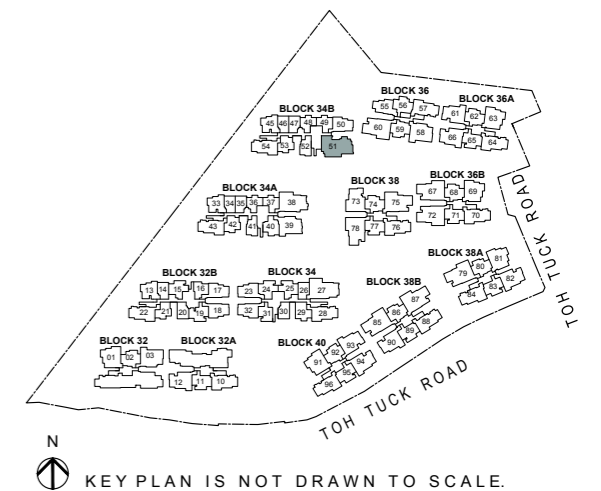 BLOCK 36
BLOCK 36A
55 56 57
60 59 58
61 62 63
66 65 64
BLOCK 34B
45 46 47 48 49 50
54 53 52 51
BLOCK 34A
33 34 35 36 37 38
43 42 41 40 39
BLOCK 38
73 74 75
78 77 76
BLOCK 36B
67 68 69
72 71 70
TOH TUCK ROAD
BLOCK 32B
13 14 15 16 17
22 21 20 19 18
BLOCK 34
23 24 25 26 27
32 31 30 29 28
BLOCK 38B
85 86 87
90 89 88
BLOCK 38A
79 80 81
84 83 82
BLOCK 32
01 02 03
BLOCK 32A
12 11 10
BLOCK 40
91 92 93
96 95 94
TOH TUCK ROAD
N
KEY PLAN IS NOT DRAWN TO SCALE.